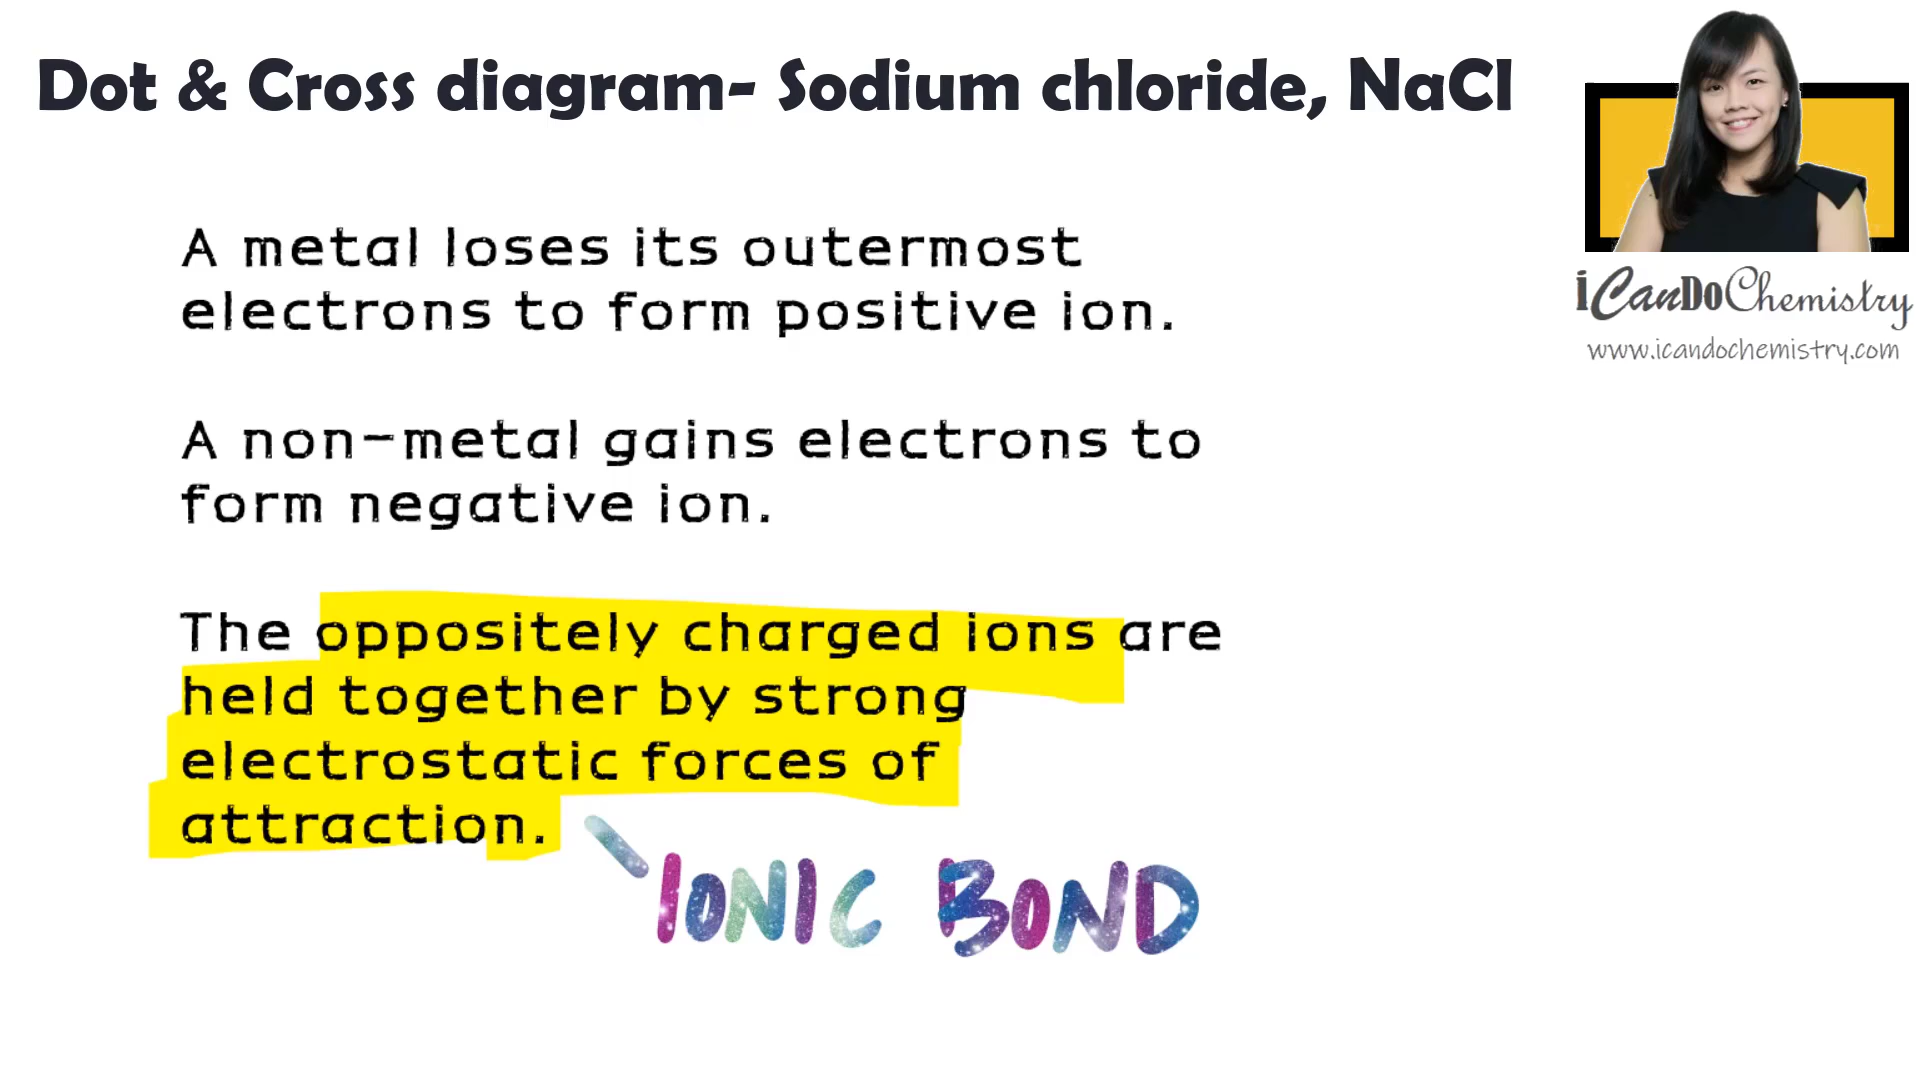 Dot & Cross diagram- Sodium chloride, NaCl
iCanDoChemistry
www.icandochemistry.com
A metal loses its outermost
electrons to form positive ion.
A non-metal gains electrons to
form negative ion.
The oppositely charged ions are
held together by strong
electrostatic forces of
attraction.
IONIC BOND